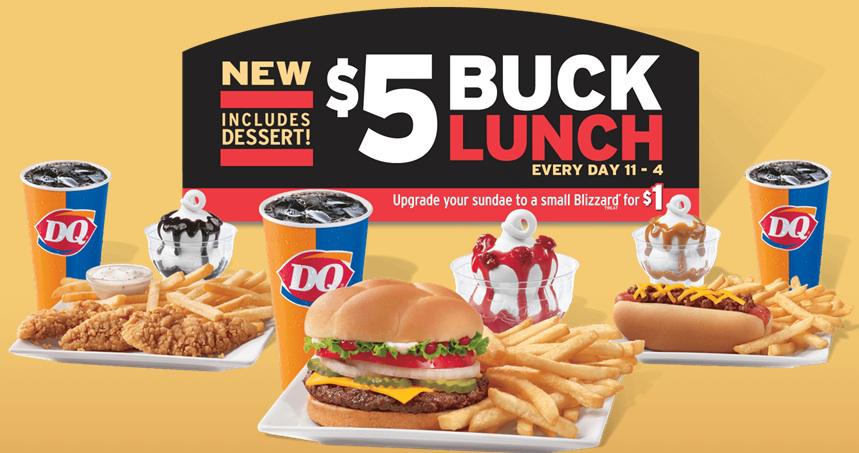 NEW
INCLUDES
DESSERT!
$5 BUCK
LUNCH
EVERY DAY 11 - 4
Upgrade your sundae to a small Blizzard® TREAT for $1
DQ
DQ
DQ